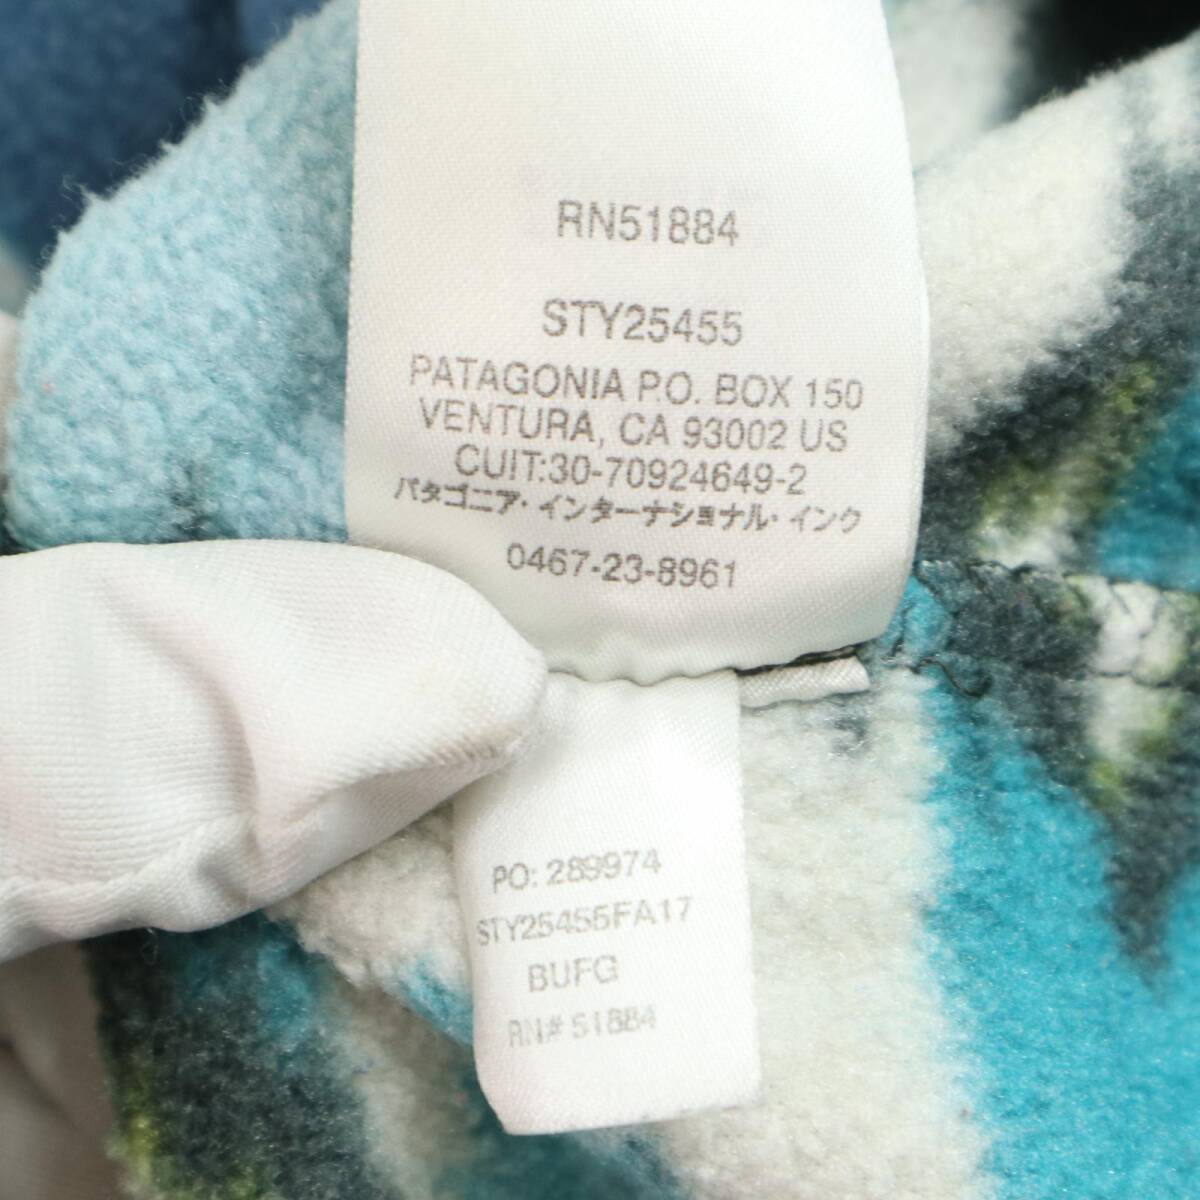 RN51884
STY25455
PATAGONIA P.O. BOX 150
VENTURA, CA 93002 US
CUIT:30-70924649-2
パタゴニア・インターナショナル・インク
0467-23-8961
PO: 289974
STY25455FA17
BUFG
RN# 51884